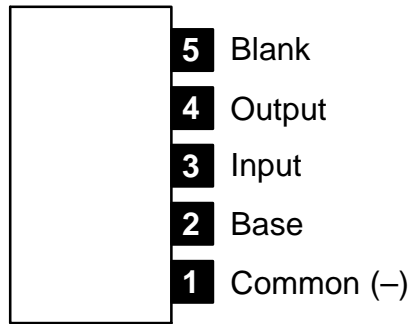 5 Blank
4 Output
3 Input
2 Base
1 Common (–)